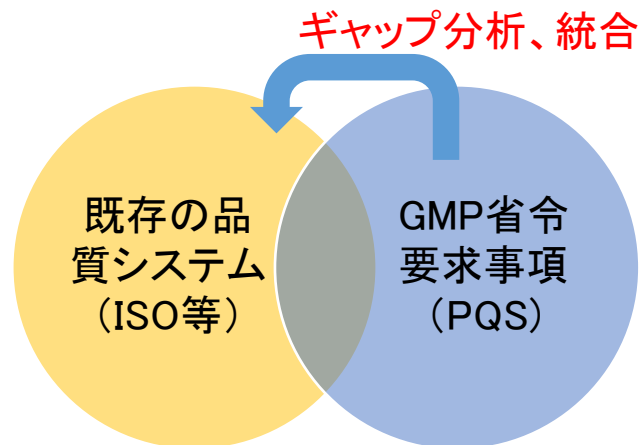 ギャップ分析、統合
既存の品
質システム
（ISO等）
GMP省令
要求事項
（PQS）